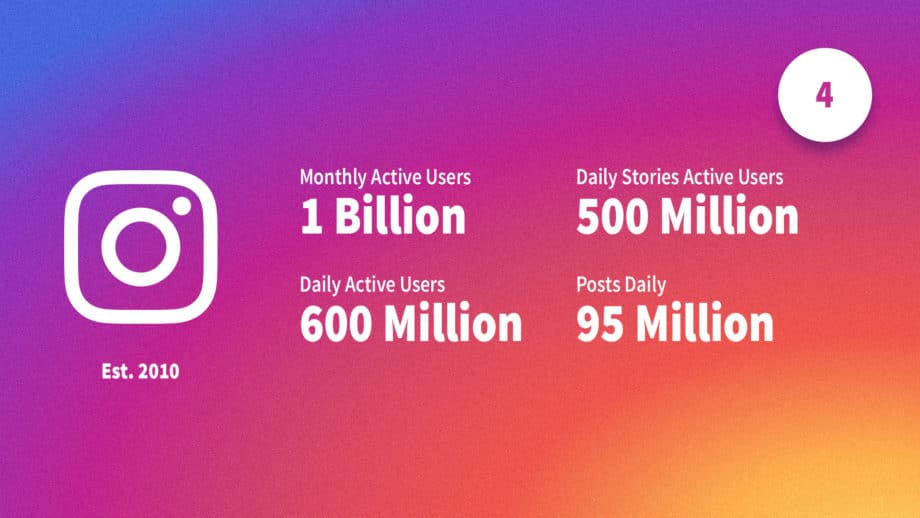 4
Monthly Active Users
1 Billion
Daily Stories Active Users
500 Million
Daily Active Users
600 Million
Posts Daily
95 Million
Est. 2010